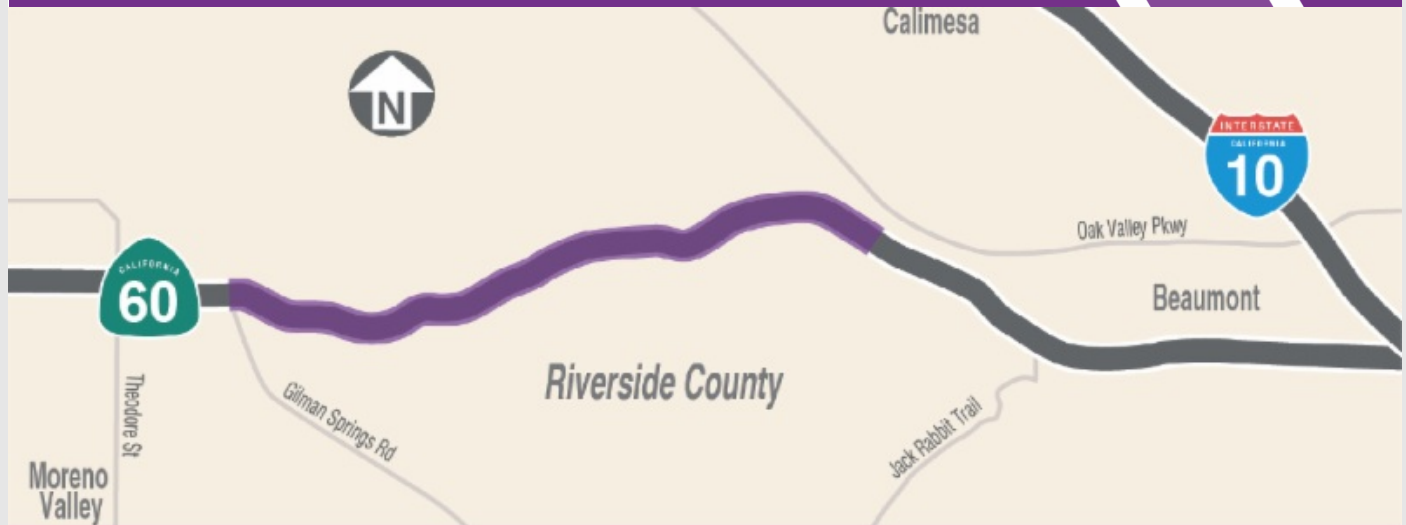 Calimesa
N
INTERSTATE
CALIFORNIA
10
Oak Valley Pkwy
CALIFORNIA
60
Beaumont
Riverside County
Theodore St
Gilman Springs Rd
Jack Rabbit Trail
Moreno
Valley